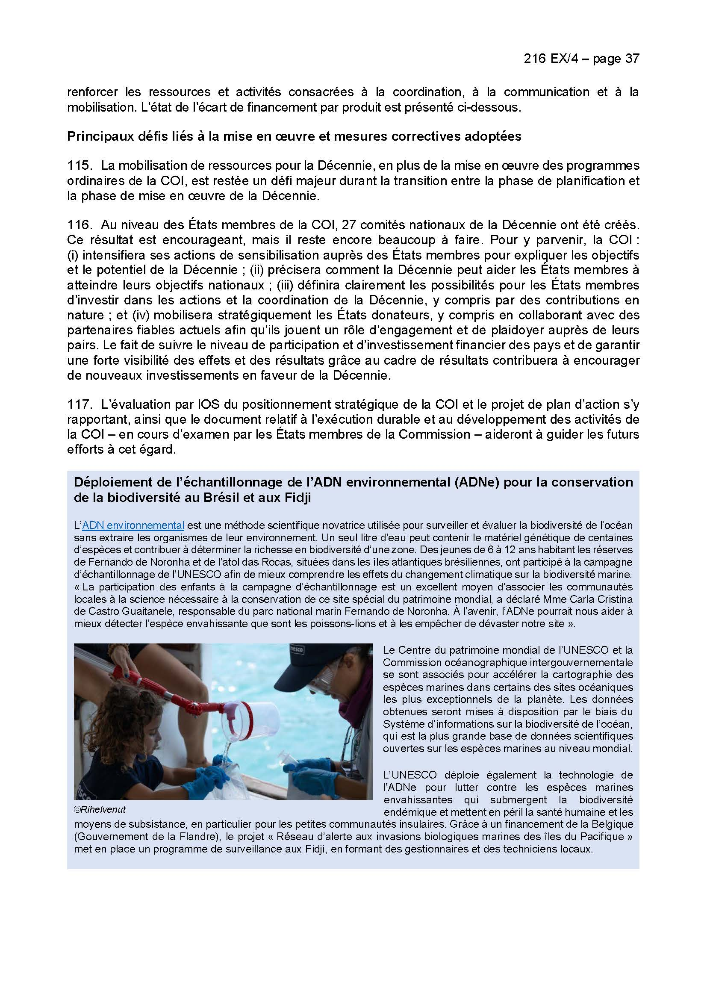 216 EX/4 – page 37
renforcer les ressources et activités consacrées à la coordination, à la communication et à la
mobilisation. L’état de l’écart de financement par produit est présenté ci-dessous.
Principaux défis liés à la mise en œuvre et mesures correctives adoptées
115. La mobilisation de ressources pour la Décennie, en plus de la mise en œuvre des programmes
ordinaires de la COI, est restée un défi majeur durant la transition entre la phase de planification et
la phase de mise en œuvre de la Décennie.
116. Au niveau des États membres de la COI, 27 comités nationaux de la Décennie ont été créés.
Ce résultat est encourageant, mais il reste encore beaucoup à faire. Pour y parvenir, la COI :
(i) intensifiera ses actions de sensibilisation auprès des États membres pour expliquer les objectifs
et le potentiel de la Décennie ; (ii) précisera comment la Décennie peut aider les États membres à
atteindre leurs objectifs nationaux ; (iii) définira clairement les possibilités pour les États membres
d’investir dans les actions et la coordination de la Décennie, y compris par des contributions en
nature ; et (iv) mobilisera stratégiquement les États donateurs, y compris en collaborant avec des
partenaires fiables actuels afin qu’ils jouent un rôle d’engagement et de plaidoyer auprès de leurs
pairs. Le fait de suivre le niveau de participation et d’investissement financier des pays et de garantir
une forte visibilité des effets et des résultats grâce au cadre de résultats contribuera à encourager
de nouveaux investissements en faveur de la Décennie.
117. L’évaluation par IOS du positionnement stratégique de la COI et le projet de plan d’action s’y
rapportant, ainsi que le document relatif à l’exécution durable et au développement des activités de
la COI – en cours d’examen par les États membres de la Commission – aideront à guider les futurs
efforts à cet égard.
Déploiement de l’échantillonnage de l’ADN environnemental (ADNe) pour la conservation
de la biodiversité au Brésil et aux Fidji
L’ADN environnemental est une méthode scientifique novatrice utilisée pour surveiller et évaluer la biodiversité de l’océan
sans extraire les organismes de leur environnement. Un seul litre d’eau peut contenir le matériel génétique de centaines
d’espèces et contribuer à déterminer la richesse en biodiversité d’une zone. Des jeunes de 6 à 12 ans habitant les réserves
de Fernando de Noronha et de l’atol das Rocas, situées dans les îles atlantiques brésiliennes, ont participé à la campagne
d’échantillonnage de l’UNESCO afin de mieux comprendre les effets du changement climatique sur la biodiversité marine.
« La participation des enfants à la campagne d’échantillonnage est un excellent moyen d’associer les communautés
locales à la science nécessaire à la conservation de ce site spécial du patrimoine mondial, a déclaré Mme Carla Cristina
de Castro Guaitanele, responsable du parc national marin Fernando de Noronha. À l’avenir, l’ADNe pourrait nous aider à
mieux détecter l’espèce envahissante que sont les poissons-lions et à les empêcher de dévaster notre site ».
nesco
SCO
©Rihelvenut
Le Centre du patrimoine mondial de l’UNESCO et la
Commission océanographique intergouvernementale
se sont associés pour accélérer la cartographie des
espèces marines dans certains des sites océaniques
les plus exceptionnels de la planète. Les données
obtenues seront mises à disposition par le biais du
Système d’informations sur la biodiversité de l’océan,
qui est la plus grande base de données scientifiques
ouvertes sur les espèces marines au niveau mondial.
L’UNESCO déploie également la technologie de
l’ADNe pour lutter contre les espèces marines
envahissantes qui submergent la biodiversité
endémique et mettent en péril la santé humaine et les
moyens de subsistance, en particulier pour les petites communautés insulaires. Grâce à un financement de la Belgique
(Gouvernement de la Flandre), le projet « Réseau d’alerte aux invasions biologiques marines des îles du Pacifique »
met en place un programme de surveillance aux Fidji, en formant des gestionnaires et des techniciens locaux.